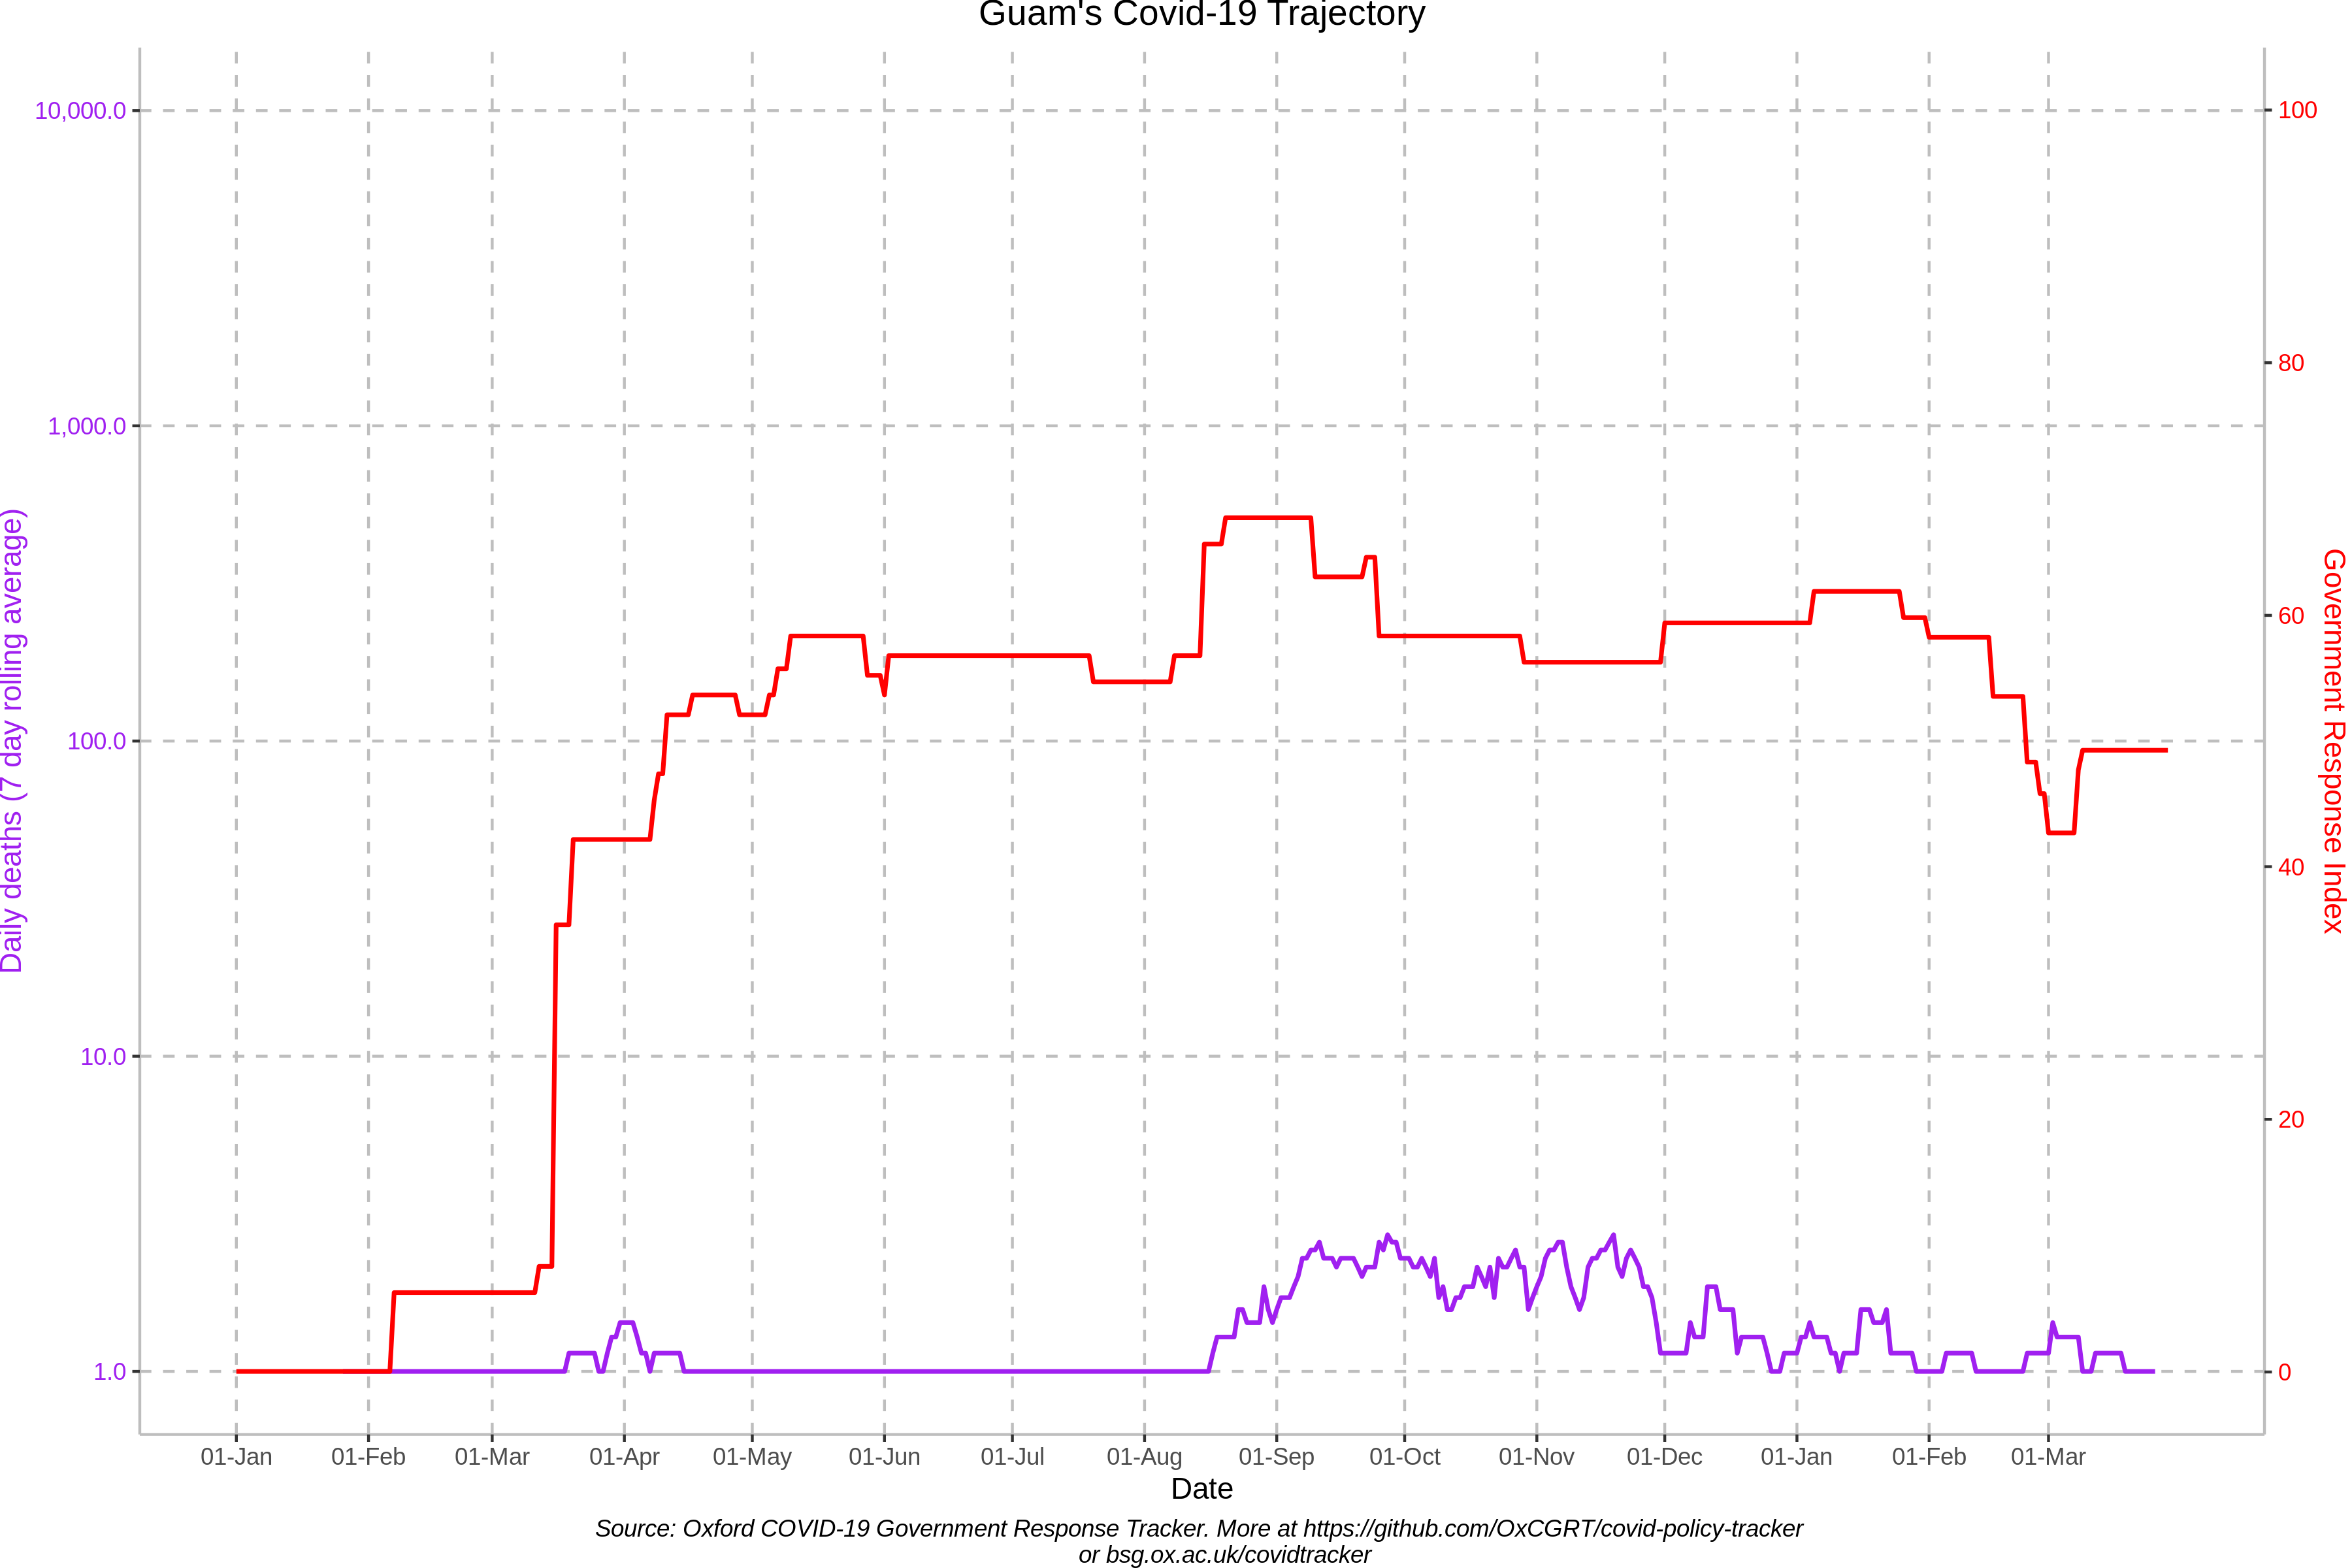 Guam's Covid-19 Trajectory
10,000.0
1,000.0
100.0
10.0
1.0
Daily deaths (7 day rolling average)
100
80
60
40
20
0
Government Response Index
01-Jan
01-Feb
01-Mar
01-Apr
01-May
01-Jun
01-Jul
01-Aug
01-Sep
01-Oct
01-Nov
01-Dec
01-Jan
01-Feb
01-Mar
Date
Source: Oxford COVID-19 Government Response Tracker. More at https://github.com/OxCGRT/covid-policy-tracker
or bsg.ox.ac.uk/covidtracker